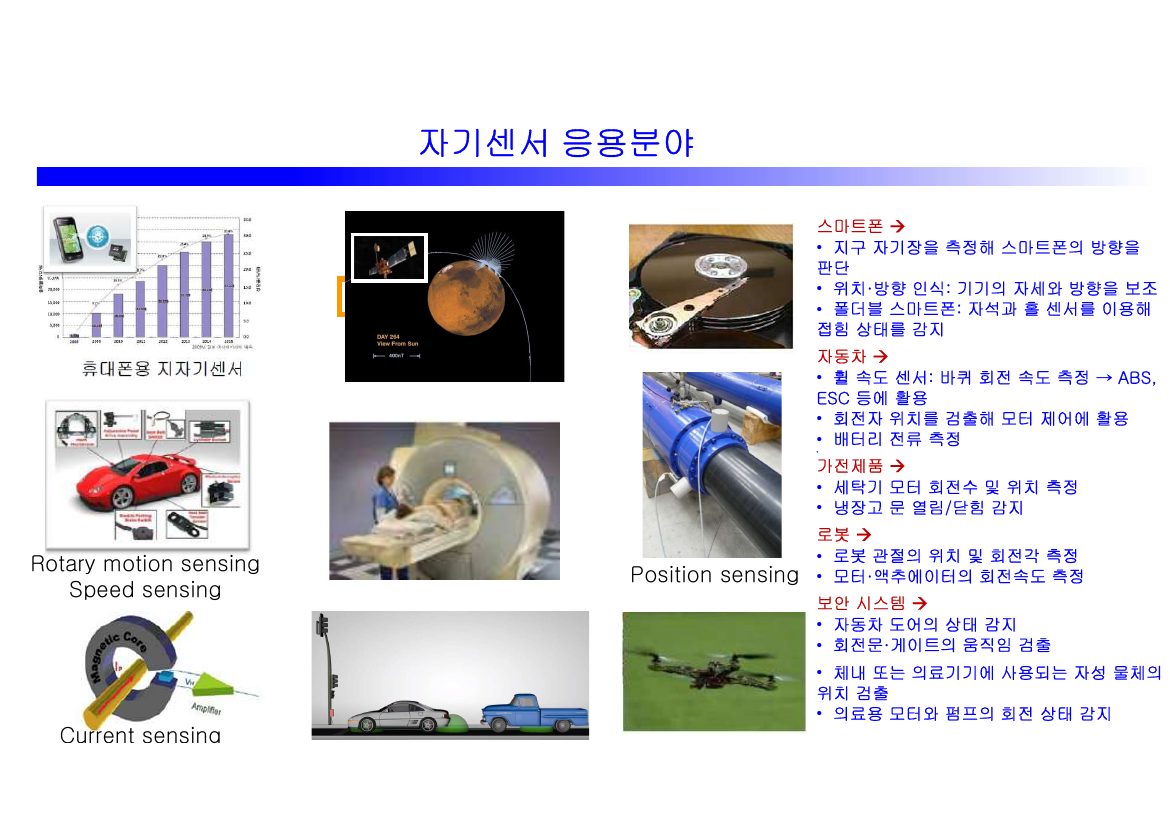 자기센서 응용분야
2008
2009
2010
2011
2012
2013
2014
2015
휴대폰용 지자기센서
Rotary motion sensing
Speed sensing
Magnetic Core
Amplifier
Current sensing
DAY 264
View From Sun
400nT
Position sensing
스마트폰 →
• 지구 자기장을 측정해 스마트폰의 방향을
판단
• 위치·방향 인식: 기기의 자세와 방향을 보조
• 폴더블 스마트폰: 자석과 홀 센서를 이용해
접힘 상태를 감지
자동차 →
• 휠 속도 센서: 바퀴 회전 속도 측정 → ABS,
ESC 등에 활용
• 회전자 위치를 검출해 모터 제어에 활용
• 배터리 전류 측정
가전제품 →
• 세탁기 모터 회전수 및 위치 측정
• 냉장고 문 열림/닫힘 감지
로봇 →
• 로봇 관절의 위치 및 회전각 측정
• 모터·액추에이터의 회전속도 측정
보안 시스템 →
• 자동차 도어의 상태 감지
• 회전문·게이트의 움직임 검출
• 체내 또는 의료기기에 사용되는 자성 물체의
위치 검출
• 의료용 모터와 펌프의 회전 상태 감지